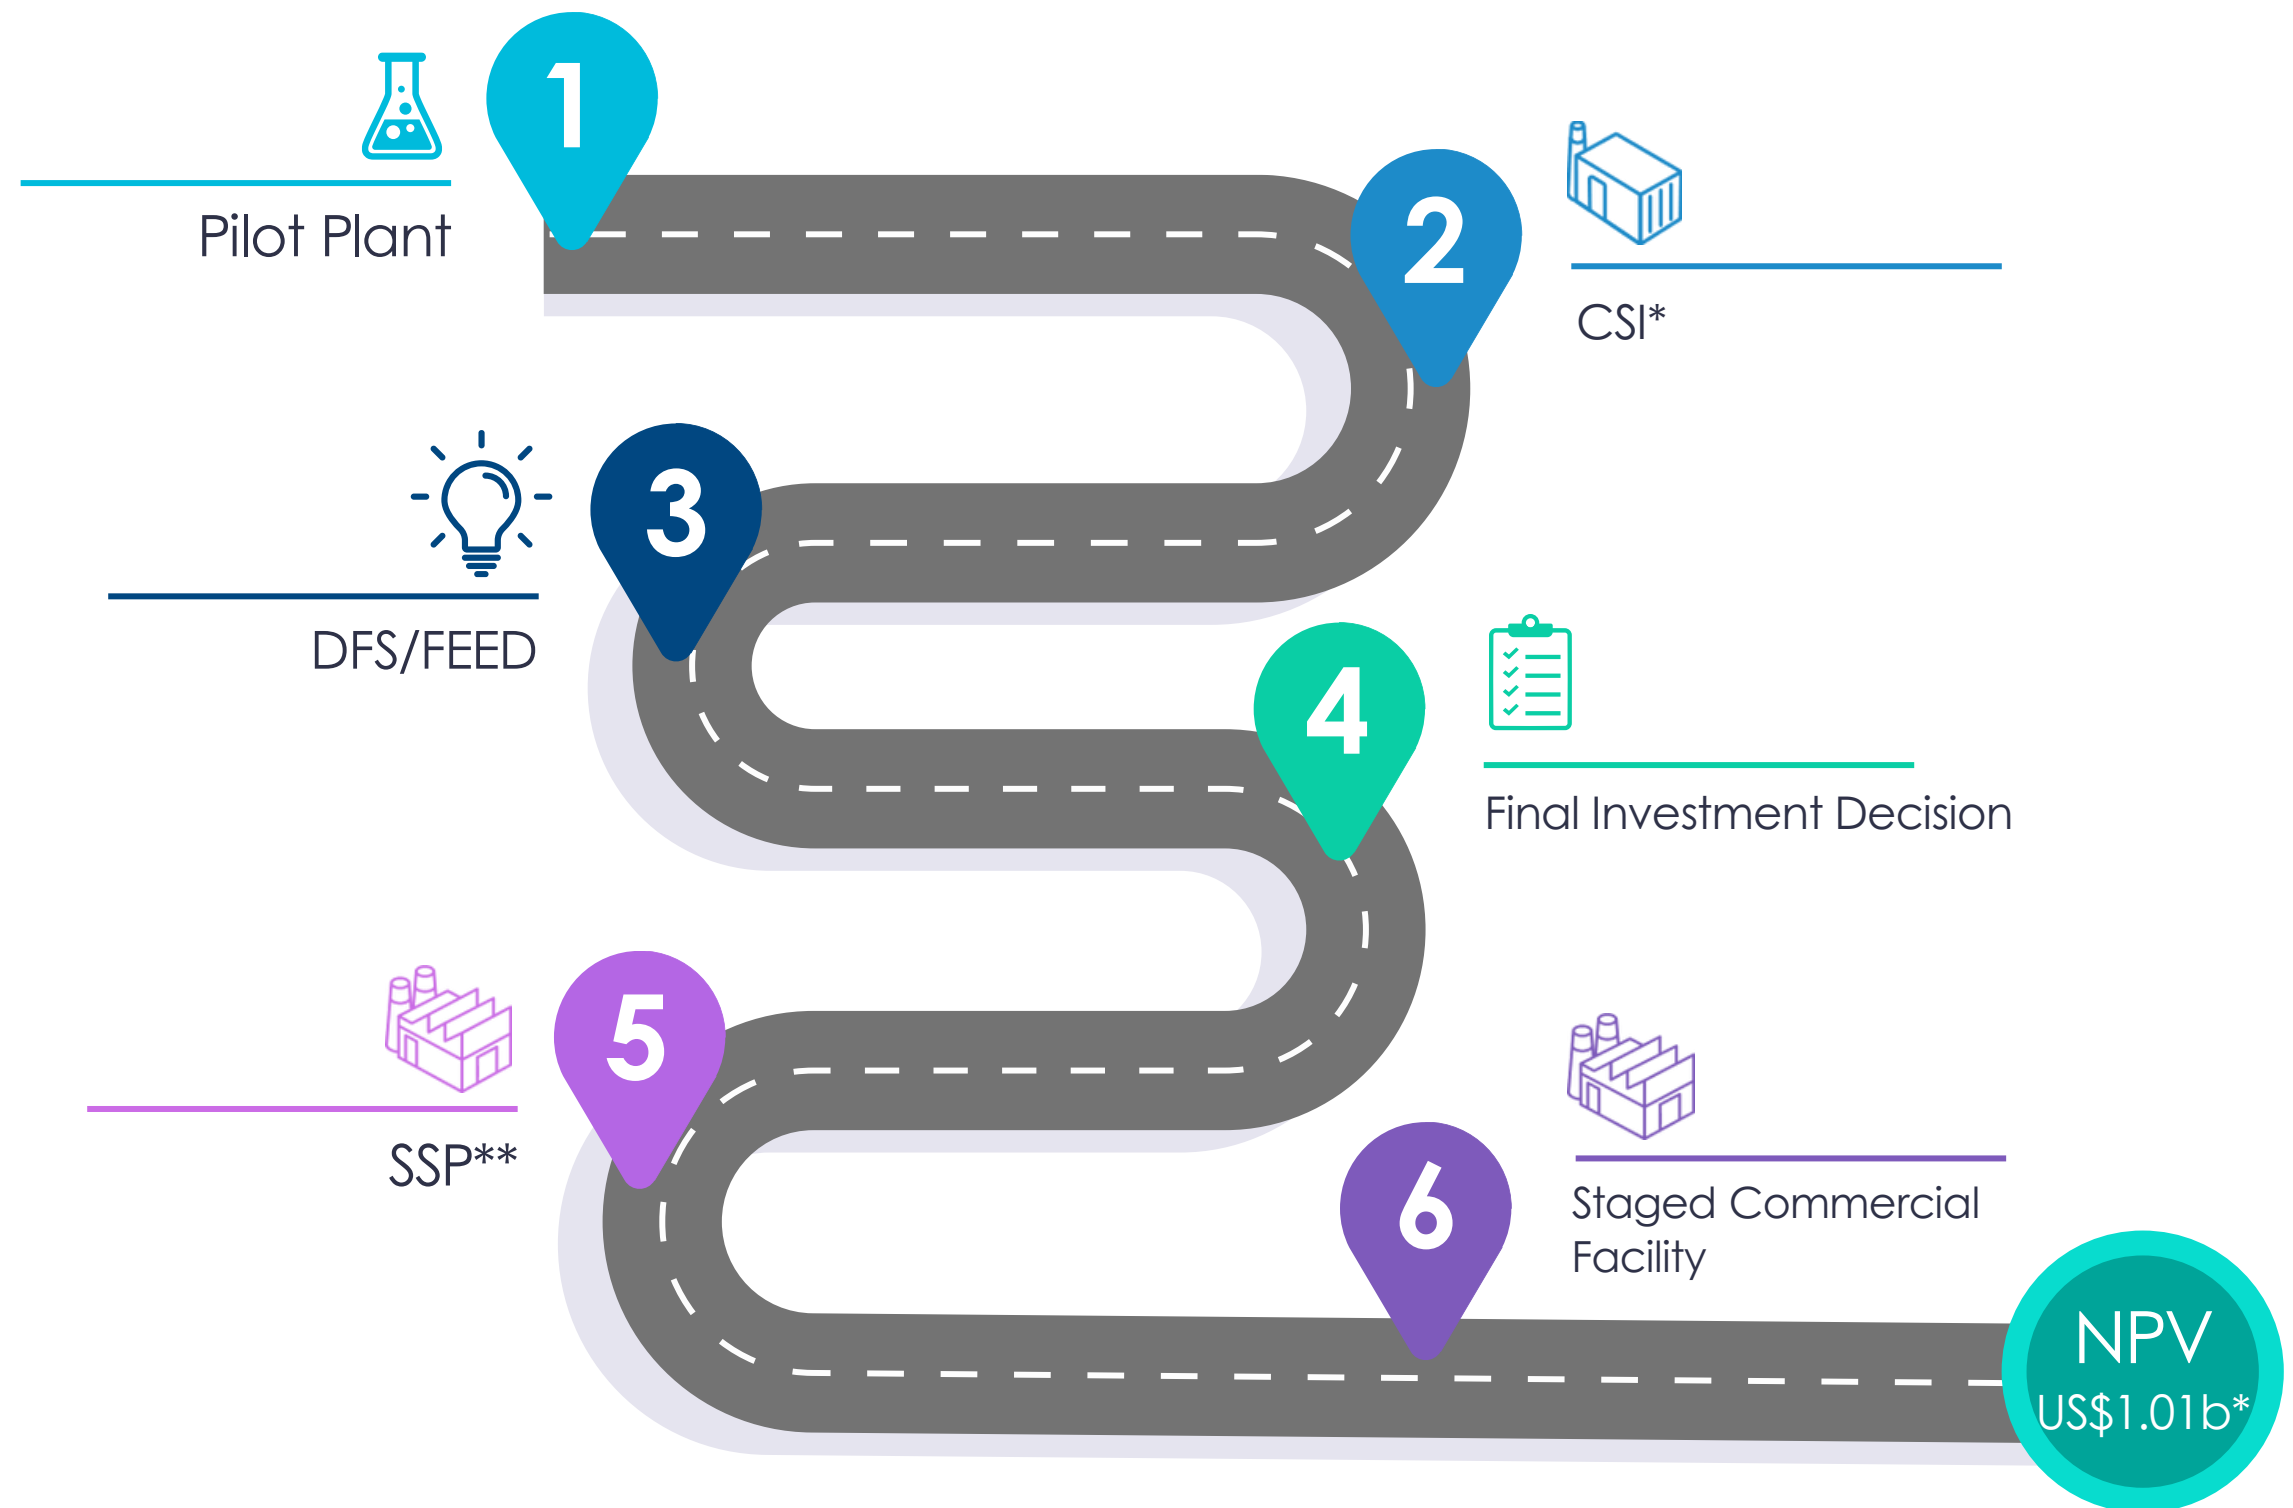 1
Pilot Plant
2
CSI*
3
DFS/FEED
4
Final Investment Decision
5
SSP**
6
Staged Commercial
Facility
NPV
US$1.01b*